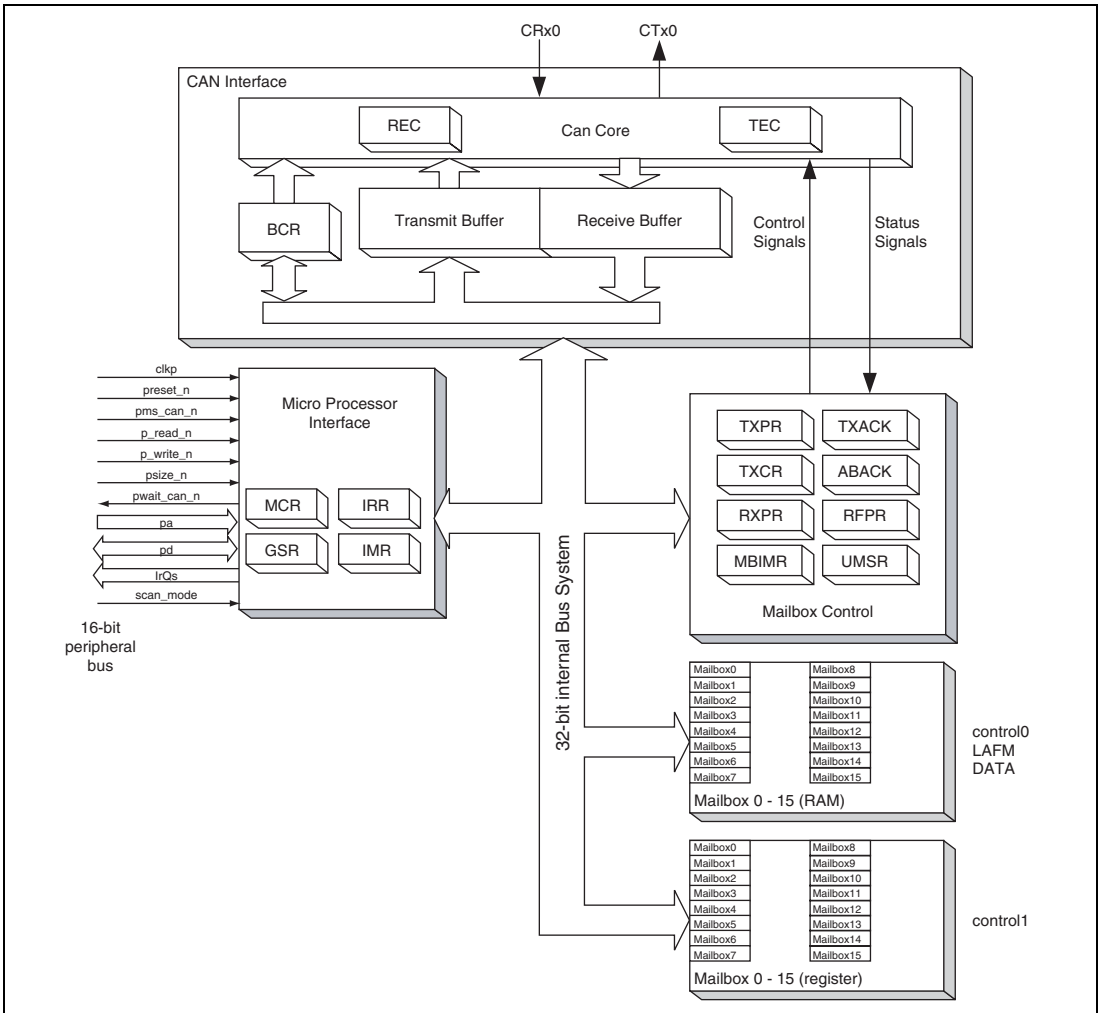 CRx0 CTx0
CAN Interface
REC
Can Core
TEC
BCR
Transmit Buffer
Receive Buffer
Control
Signals
Status
Signals
clkp
preset_n
pms_can_n
p_read_n
p_write_n
psize_n
pwait_can_n
pa
pd
IrQs
scan_mode
16-bit
peripheral
bus
Micro Processor
Interface
MCR IRR
GSR IMR
32-bit internal Bus System
TXPR TXACK
TXCR ABACK
RXPR RFPR
MBIMR UMSR
Mailbox Control
Mailbox0 Mailbox8
Mailbox1 Mailbox9
Mailbox2 Mailbox10
Mailbox3 Mailbox11
Mailbox4 Mailbox12
Mailbox5 Mailbox13
Mailbox6 Mailbox14
Mailbox7 Mailbox15
Mailbox 0 - 15 (RAM)
control0
LAFM
DATA
Mailbox0 Mailbox8
Mailbox1 Mailbox9
Mailbox2 Mailbox10
Mailbox3 Mailbox11
Mailbox4 Mailbox12
Mailbox5 Mailbox13
Mailbox6 Mailbox14
Mailbox7 Mailbox15
Mailbox 0 - 15 (register)
control1